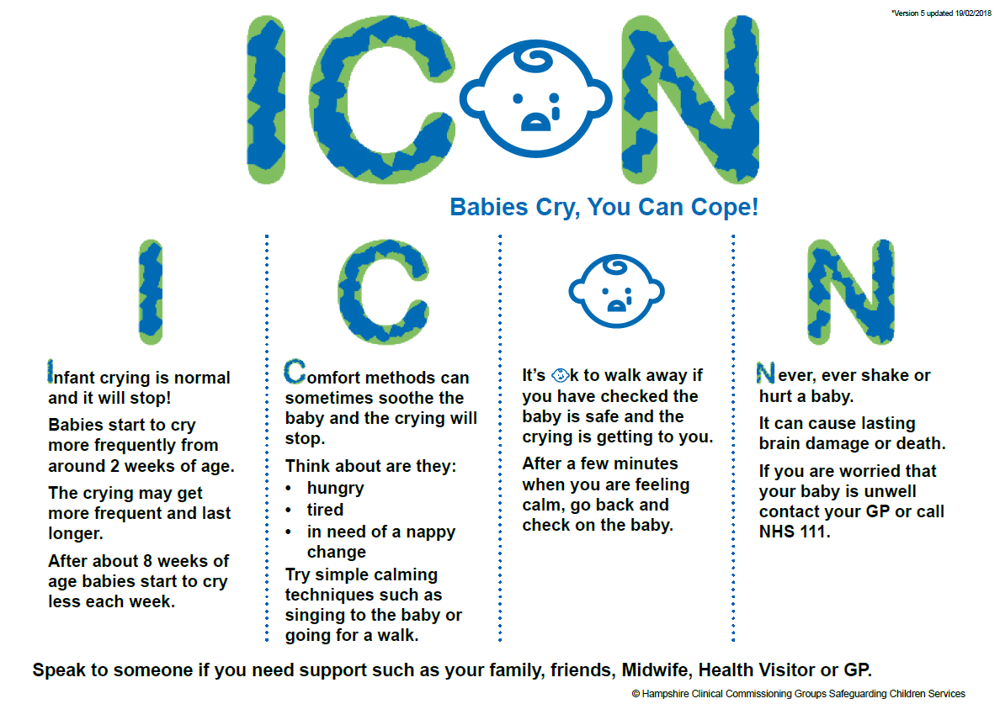 *Version 5 updated 19/02/2018
ICON
Babies Cry, You Can Cope!
I
Infant crying is normal
and it will stop!
Babies start to cry
more frequently from
around 2 weeks of age.
The crying may get
more frequent and last
longer.
After about 8 weeks of
age babies start to cry
less each week.
C
Comfort methods can
sometimes soothe the
baby and the crying will
stop.
Think about are they:
• hungry
• tired
• in need of a nappy
change
Try simple calming
techniques such as
singing to the baby or
going for a walk.
It's Ok to walk away if
you have checked the
baby is safe and the
crying is getting to you.
After a few minutes
when you are feeling
calm, go back and
check on the baby.
N
Never, ever shake or
hurt a baby.
It can cause lasting
brain damage or death.
If you are worried that
your baby is unwell
contact your GP or call
NHS 111.
Speak to someone if you need support such as your family, friends, Midwife, Health Visitor or GP.
© Hampshire Clinical Commissioning Groups Safeguarding Children Services